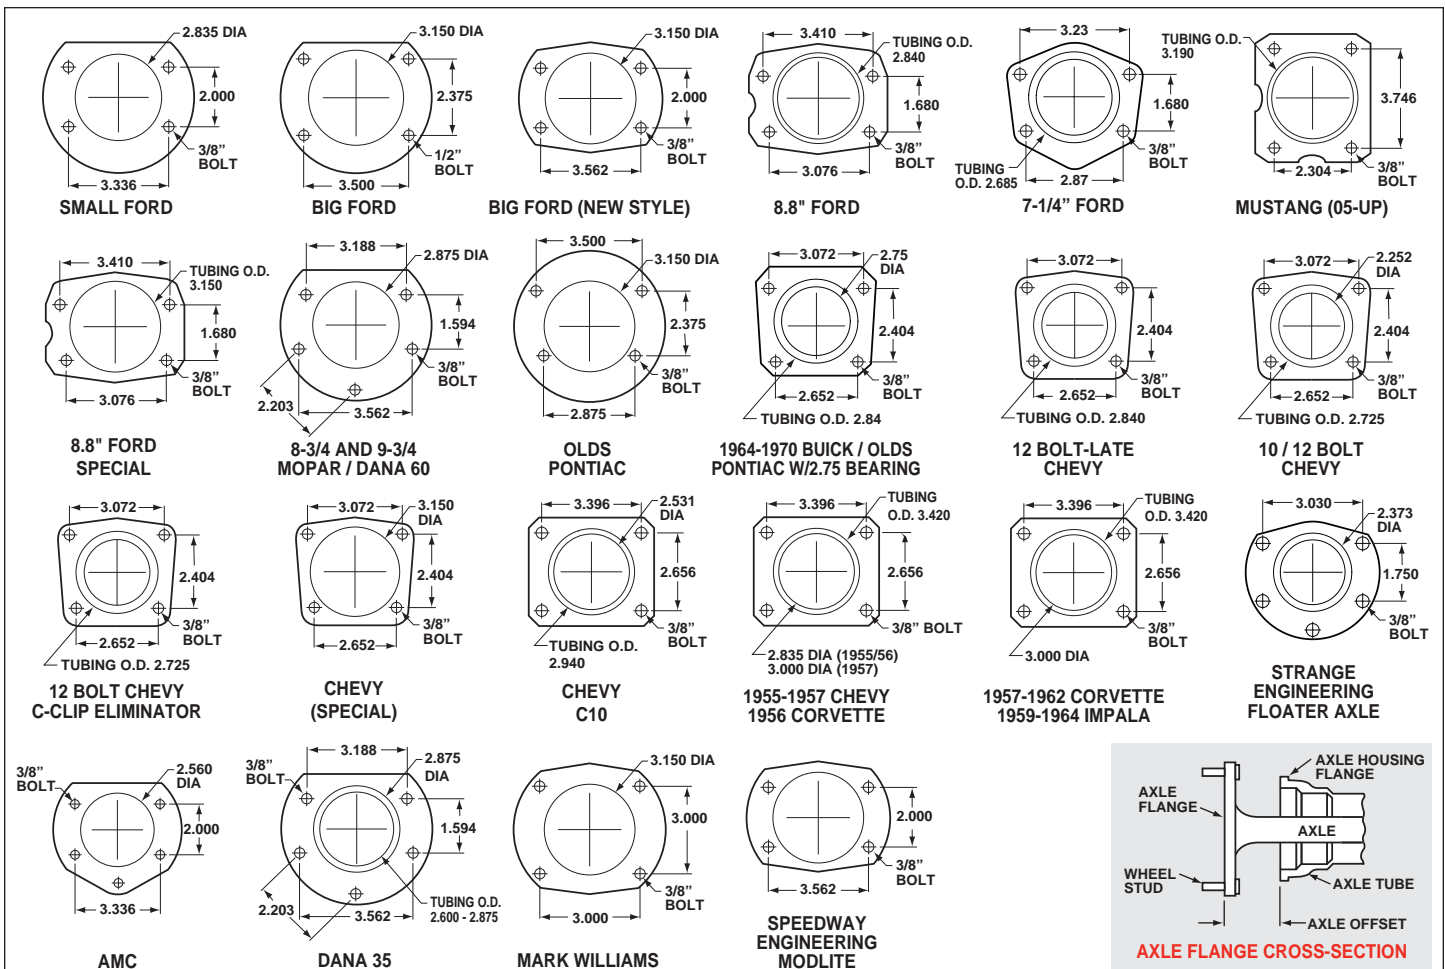 2.835 DIA
2.000
3/8”
BOLT
3.336
SMALL FORD
3.150 DIA
2.375
1/2”
BOLT
3.500
BIG FORD
3.150 DIA
2.000
3/8”
BOLT
3.562
BIG FORD (NEW STYLE)
3.410
TUBING O.D.
2.840
1.680
3/8”
BOLT
3.076
8.8" FORD
3.23
1.680
3/8”
BOLT
TUBING
O.D. 2.685
2.87
7-1/4” FORD
TUBING O.D.
3.190
3.746
3/8”
BOLT
2.304
MUSTANG (05-UP)
3.410
TUBING O.D.
3.150
1.680
3/8”
BOLT
3.076
8.8" FORD
SPECIAL
3.188
2.875 DIA
1.594
3/8”
BOLT
2.203
3.562
8-3/4 AND 9-3/4
MOPAR / DANA 60
3.500
3.150 DIA
2.375
3/8”
BOLT
2.875
OLDS
PONTIAC
3.072
2.75
DIA
2.404
3/8”
BOLT
2.652
TUBING O.D. 2.84
1964-1970 BUICK / OLDS
PONTIAC W/2.75 BEARING
3.072
2.404
3/8”
BOLT
2.652
TUBING O.D. 2.840
12 BOLT-LATE
CHEVY
3.072
2.252
DIA
2.404
3/8”
BOLT
2.652
TUBING O.D. 2.725
10 / 12 BOLT
CHEVY
3.072
2.404
3/8”
BOLT
2.652
TUBING O.D. 2.725
12 BOLT CHEVY
C-CLIP ELIMINATOR
3.072
3.150
DIA
2.404
3/8”
BOLT
2.652
CHEVY
(SPECIAL)
3.396
2.531
DIA
2.656
3/8”
BOLT
TUBING O.D.
2.940
CHEVY
C10
3.396
TUBING
O.D. 3.420
2.656
3/8” BOLT
2.835 DIA (1955/56)
3.000 DIA (1957)
1955-1957 CHEVY
1956 CORVETTE
3.396
TUBING
O.D. 3.420
2.656
3/8”
BOLT
3.000 DIA
1957-1962 CORVETTE
1959-1964 IMPALA
3.030
2.373
DIA
1.750
3/8”
BOLT
STRANGE
ENGINEERING
FLOATER AXLE
3/8”
BOLT
2.560
DIA
2.000
3.336
AMC
3/8”
BOLT
3.188
2.875
DIA
1.594
2.203
3.562
TUBING O.D.
2.600 - 2.875
DANA 35
3.150 DIA
3.000
3/8”
BOLT
3.000
MARK WILLIAMS
2.000
3/8”
BOLT
3.562
SPEEDWAY
ENGINEERING
MODLITE
AXLE HOUSING
FLANGE
AXLE
FLANGE
AXLE
WHEEL
STUD
AXLE TUBE
AXLE OFFSET
AXLE FLANGE CROSS-SECTION